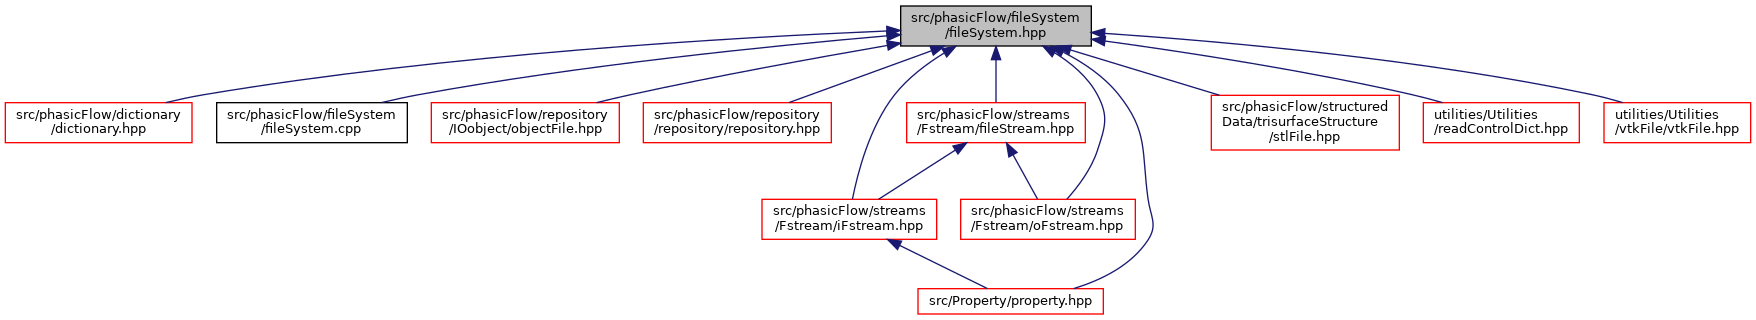 src/phasicFlow/fileSystem
/fileSystem.hpp
src/phasicFlow/dictionary
/dictionary.hpp
src/phasicFlow/fileSystem
/fileSystem.cpp
src/phasicFlow/repository
/IOobject/objectFile.hpp
src/phasicFlow/repository
/repository/repository.hpp
src/phasicFlow/streams
/Fstream/fileStream.hpp
src/phasicFlow/structured
Data/trisurfaceStructure
/stlFile.hpp
utilities/Utilities
/readControlDict.hpp
utilities/Utilities
/vtkFile/vtkFile.hpp
src/phasicFlow/streams
/Fstream/iFstream.hpp
src/phasicFlow/streams
/Fstream/oFstream.hpp
src/Property/property.hpp